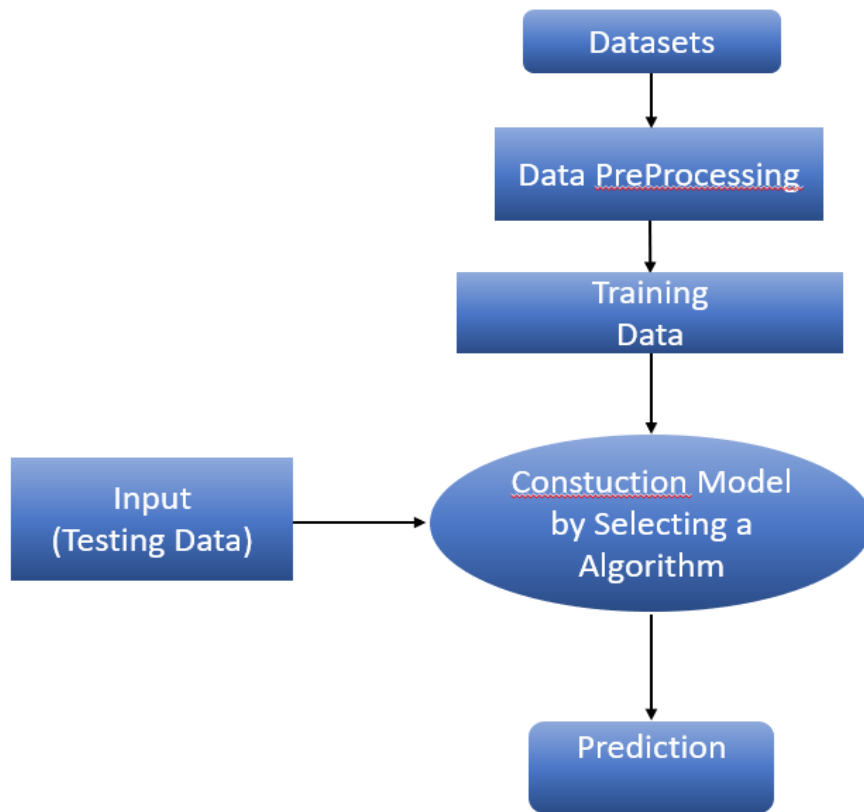 Datasets
Data PreProcessing
Training
Data
Input
(Testing Data)
Constuction Model
by Selecting a
Algorithm
Prediction